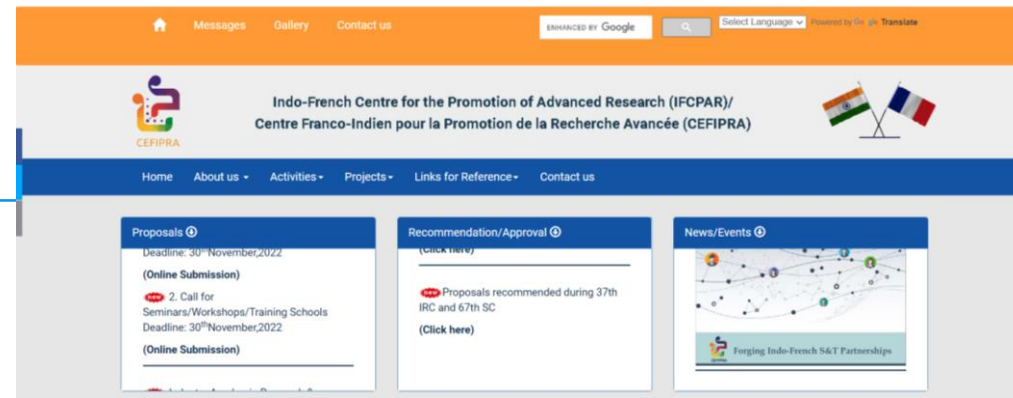 Messages Gallery Contact us ENHANCED BY Google Select Language Powered by Google Translate
CEFIPRA
Indo-French Centre for the Promotion of Advanced Research (IFCPAR)/
Centre Franco-Indien pour la Promotion de la Recherche Avancée (CEFIPRA)
Home About us Activities Projects Links for Reference Contact us
Proposals
Deadline: 30th November,2022
(Online Submission)
new 2. Call for
Seminars/Workshops/Training Schools
Deadline: 30thNovember,2022
(Online Submission)
Recommendation/Approval
(Click here)
new Proposals recommended during 37th
IRC and 67th SC
(Click here)
News/Events
CEFIPRA
Forging Indo-French S&T Partnerships